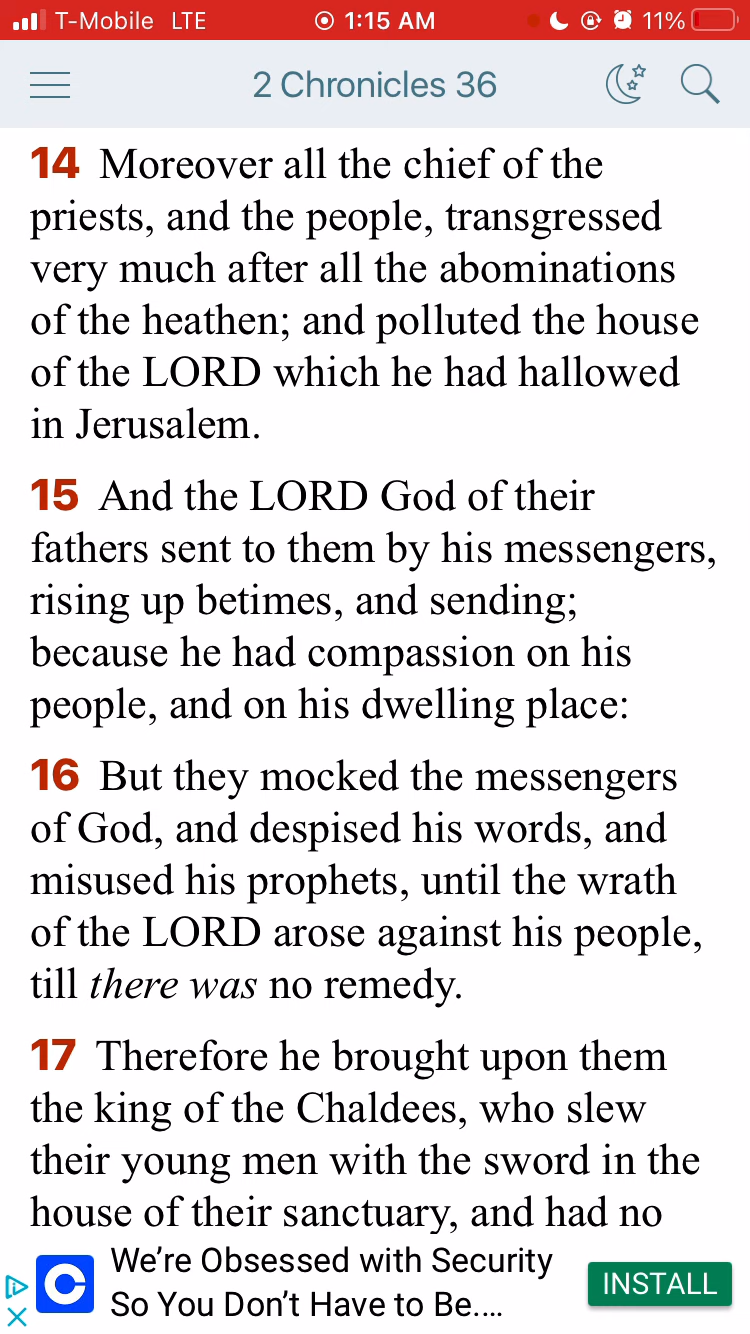 T-Mobile LTE 1:15 AM 11%
2 Chronicles 36
14 Moreover all the chief of the
priests, and the people, transgressed
very much after all the abominations
of the heathen; and polluted the house
of the LORD which he had hallowed
in Jerusalem.
15 And the LORD God of their
fathers sent to them by his messengers,
rising up betimes, and sending;
because he had compassion on his
people, and on his dwelling place:
16 But they mocked the messengers
of God, and despised his words, and
misused his prophets, until the wrath
of the LORD arose against his people,
till there was no remedy.
17 Therefore he brought upon them
the king of the Chaldees, who slew
their young men with the sword in the
house of their sanctuary, and had no
We're Obsessed with Security
So You Don't Have to Be....
INSTALL